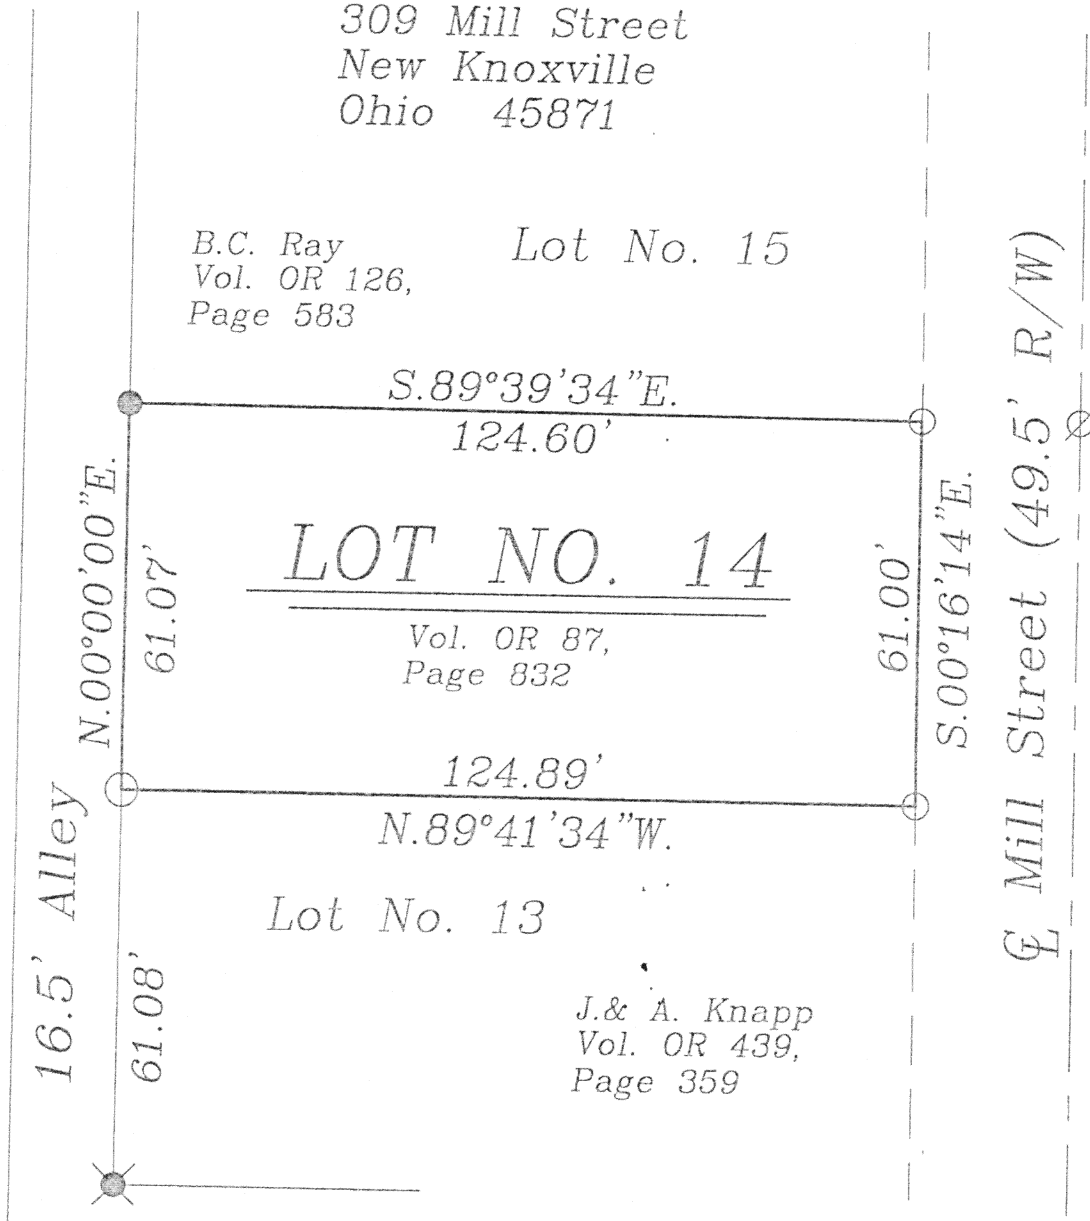 309 Mill Street
New Knoxville
Ohio 45871
B.C. Ray
Vol. OR 126,
Page 583
Lot No. 15
S.89°39'34"E.
124.60'
N.00°00'00"E.
61.07'
LOT NO. 14
Vol. OR 87,
Page 832
61.00'
S.00°16'14"E.
℄ Mill Street (49.5' R/W)
124.89'
N.89°41'34"W.
16.5' Alley
61.08'
Lot No. 13
J.& A. Knapp
Vol. OR 439,
Page 359